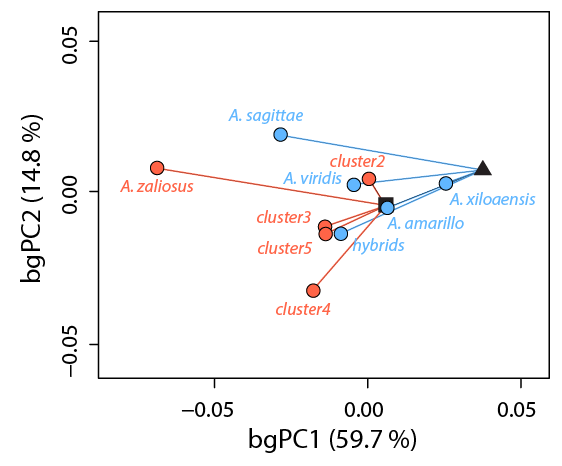 0.05
A. sagittae
cluster2
A. viridis
A. zaliosus
A. xiloaensis
bgPC2 (14.8 %)
0.00
cluster3
A. amarillo
cluster5
hybrids
cluster4
−0.05
−0.05
0.00
0.05
bgPC1 (59.7 %)